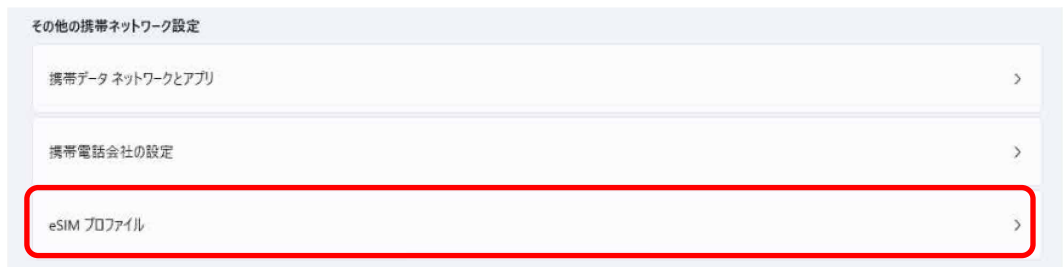 その他の携帯ネットワーク設定
携帯データ ネットワークとアプリ
携帯電話会社の設定
eSIM プロファイル